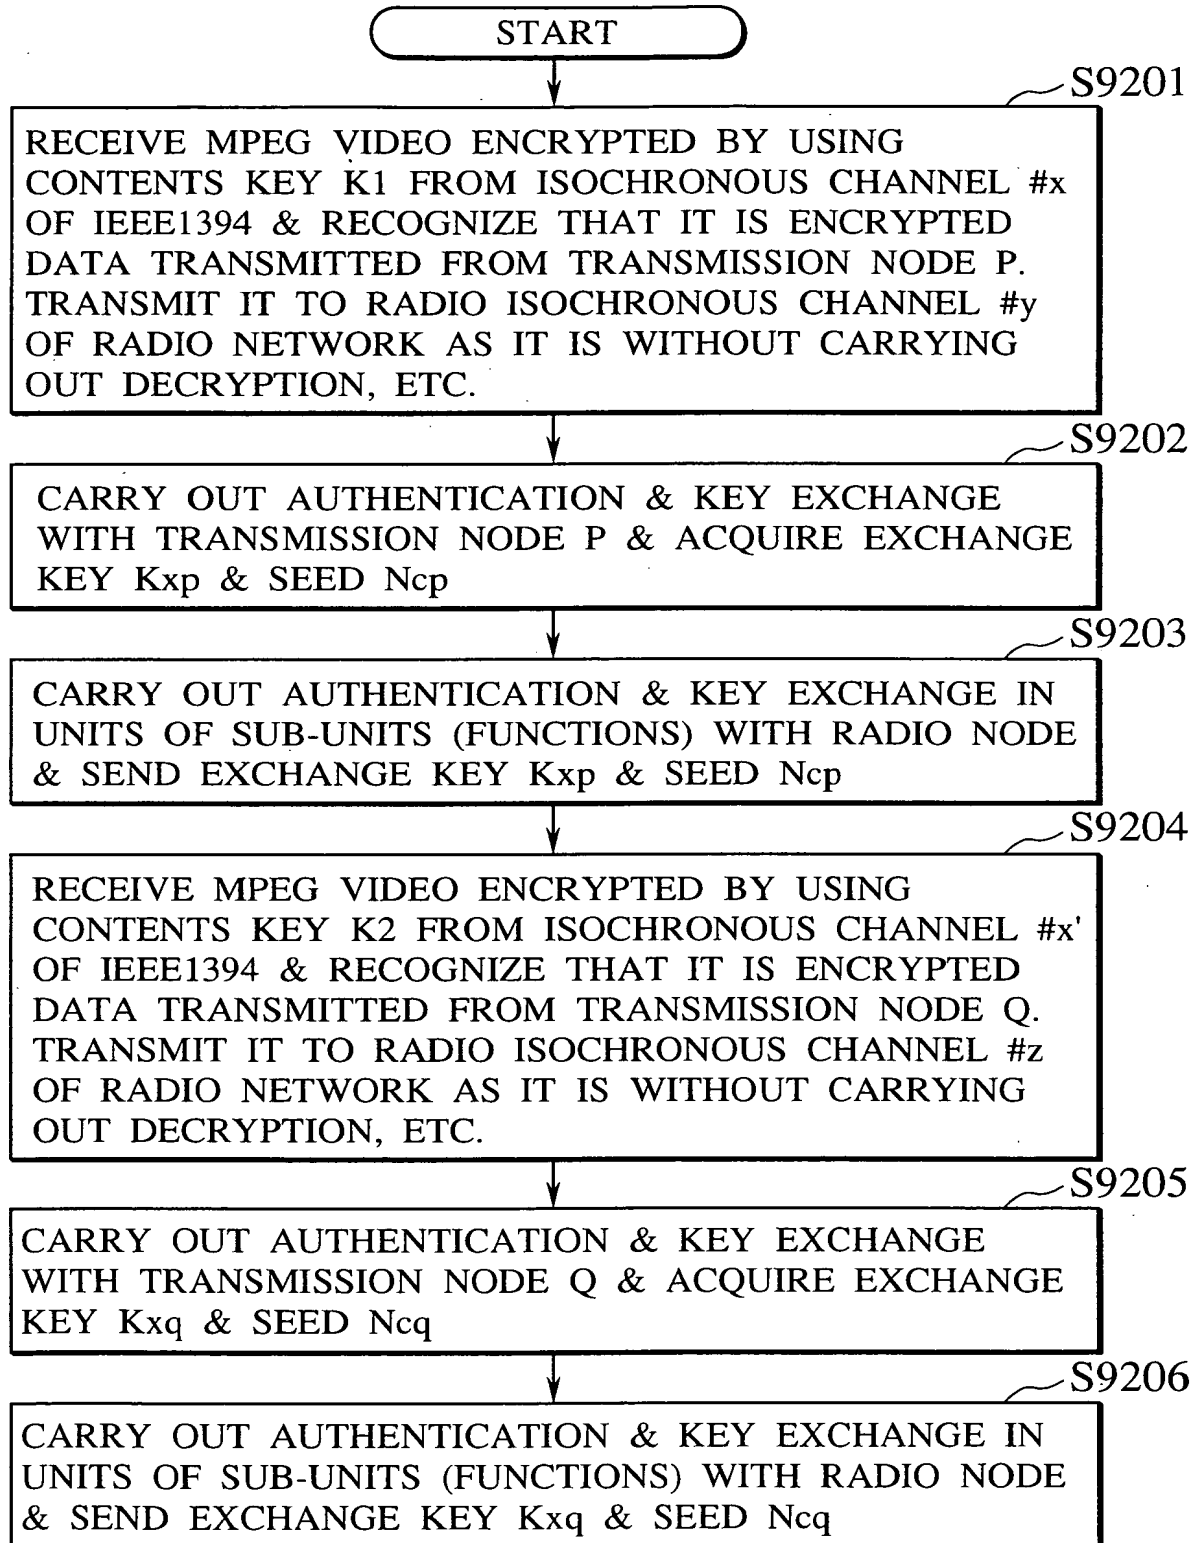 START
S9201
RECEIVE MPEG VIDEO ENCRYPTED BY USING
CONTENTS KEY K1 FROM ISOCHRONOUS CHANNEL #x
OF IEEE1394 & RECOGNIZE THAT IT IS ENCRYPTED
DATA TRANSMITTED FROM TRANSMISSION NODE P.
TRANSMIT IT TO RADIO ISOCHRONOUS CHANNEL #y
OF RADIO NETWORK AS IT IS WITHOUT CARRYING
OUT DECRYPTION, ETC.
S9202
CARRY OUT AUTHENTICATION & KEY EXCHANGE
WITH TRANSMISSION NODE P & ACQUIRE EXCHANGE
KEY Kxp & SEED Ncp
S9203
CARRY OUT AUTHENTICATION & KEY EXCHANGE IN
UNITS OF SUB-UNITS (FUNCTIONS) WITH RADIO NODE
& SEND EXCHANGE KEY Kxp & SEED Ncp
S9204
RECEIVE MPEG VIDEO ENCRYPTED BY USING
CONTENTS KEY K2 FROM ISOCHRONOUS CHANNEL #x'
OF IEEE1394 & RECOGNIZE THAT IT IS ENCRYPTED
DATA TRANSMITTED FROM TRANSMISSION NODE Q.
TRANSMIT IT TO RADIO ISOCHRONOUS CHANNEL #z
OF RADIO NETWORK AS IT IS WITHOUT CARRYING
OUT DECRYPTION, ETC.
S9205
CARRY OUT AUTHENTICATION & KEY EXCHANGE
WITH TRANSMISSION NODE Q & ACQUIRE EXCHANGE
KEY Kxq & SEED Ncq
S9206
CARRY OUT AUTHENTICATION & KEY EXCHANGE IN
UNITS OF SUB-UNITS (FUNCTIONS) WITH RADIO NODE
& SEND EXCHANGE KEY Kxq & SEED Ncq